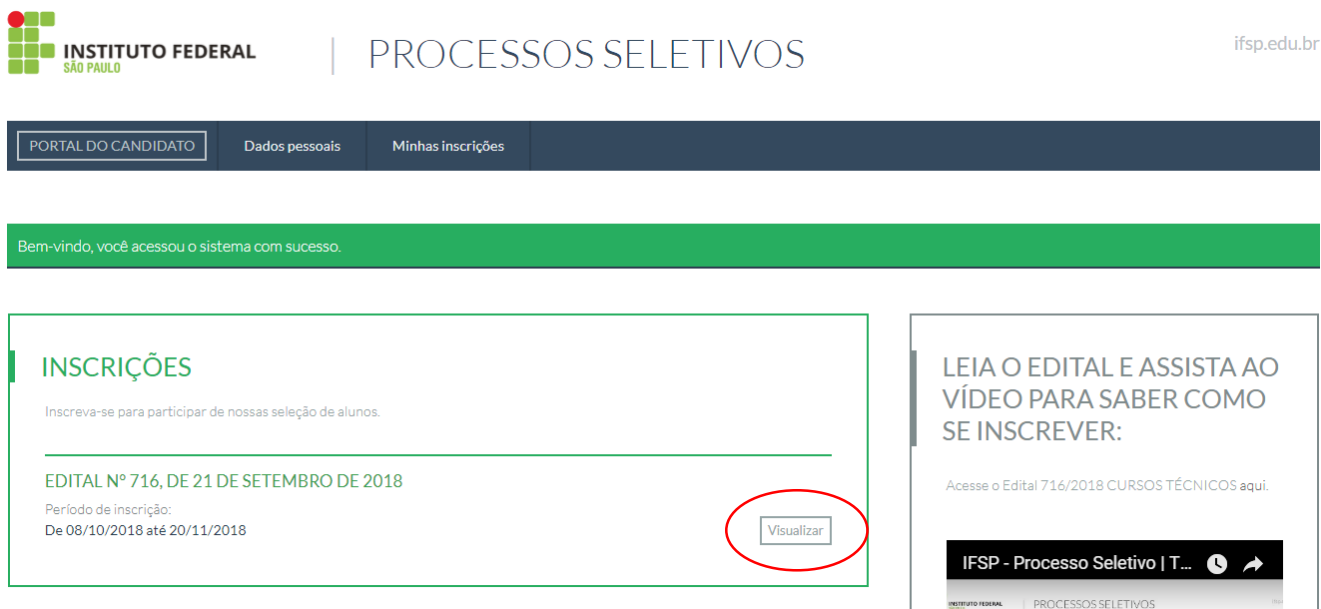 INSTITUTO FEDERAL
SÃO PAULO
PROCESSOS SELETIVOS
ifsp.edu.br
PORTAL DO CANDIDATO
Dados pessoais
Minhas inscrições
Bem-vindo, você acessou o sistema com sucesso.
INSCRIÇÕES
Inscreva-se para participar de nossas seleção de alunos.
EDITAL Nº 716, DE 21 DE SETEMBRO DE 2018
Período de inscrição:
De 08/10/2018 até 20/11/2018
Visualizar
LEIA O EDITAL E ASSISTA AO
VÍDEO PARA SABER COMO
SE INSCREVER:
Acesse o Edital 716/2018 CURSOS TÉCNICOS aqui.
IFSP - Processo Seletivo | T...
INSTITUTO FEDERAL
PROCESSOS SELETIVOS